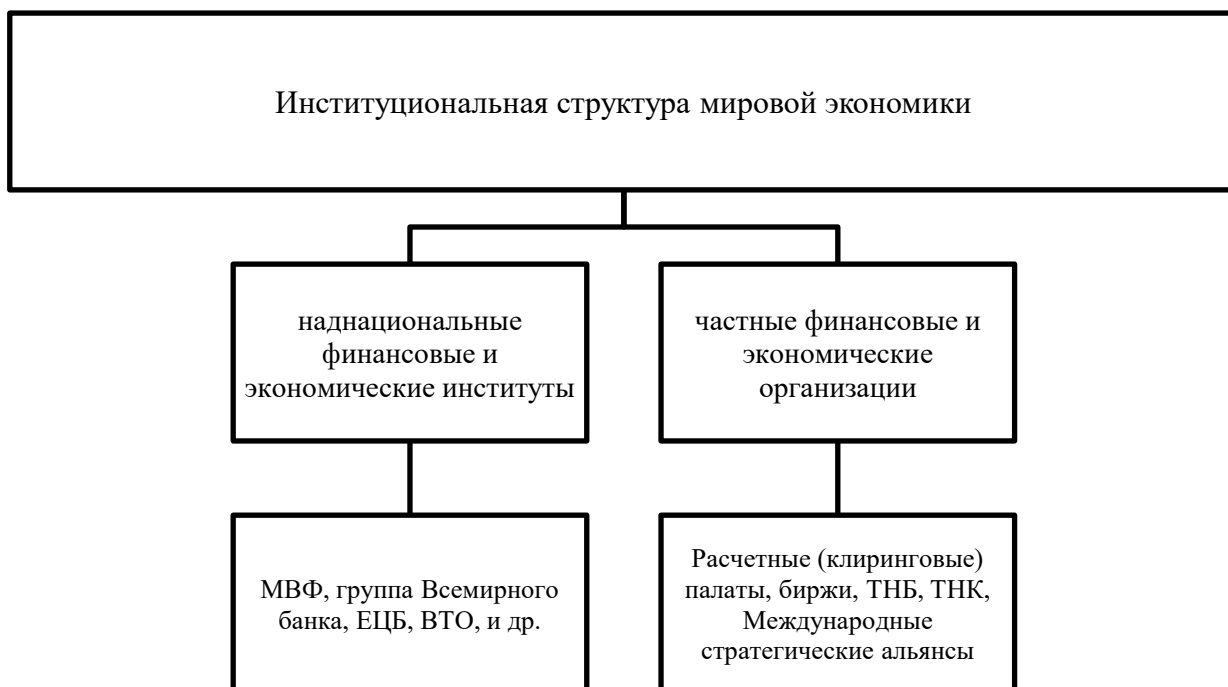 Институциональная структура мировой экономики
наднациональные
финансовые и
экономические институты
частные финансовые и
экономические
организации
МВФ, группа Всемирного
банка, ЕЦБ, ВТО, и др.
Расчетные (клиринговые)
палаты, биржи, ТНБ, ТНК,
Международные
стратегические альянсы